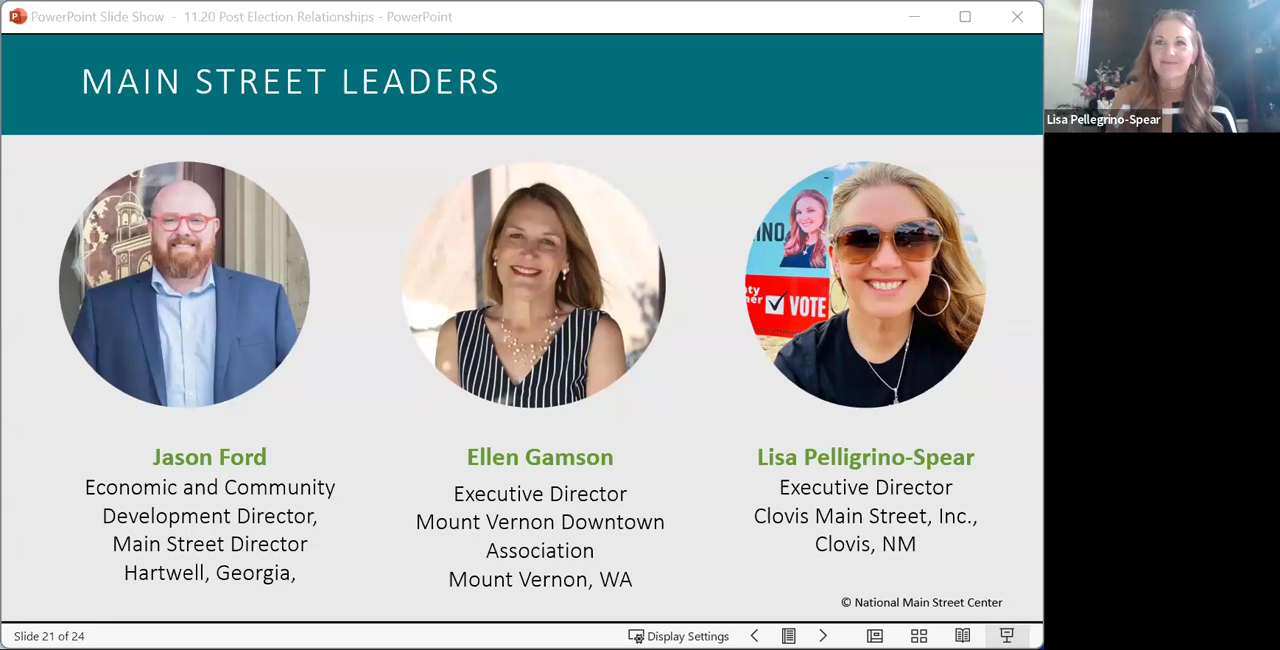 PowerPoint Slide Show - 11.20 Post Election Relationships - PowerPoint
MAIN STREET LEADERS
Lisa Pellegrino-Spear
INO
ty
ner
VOTE
Jason Ford
Economic and Community
Development Director,
Main Street Director
Hartwell, Georgia,
Ellen Gamson
Executive Director
Mount Vernon Downtown
Association
Mount Vernon, WA
Lisa Pelligrino-Spear
Executive Director
Clovis Main Street, Inc.,
Clovis, NM
© National Main Street Center
Slide 21 of 24
Display Settings